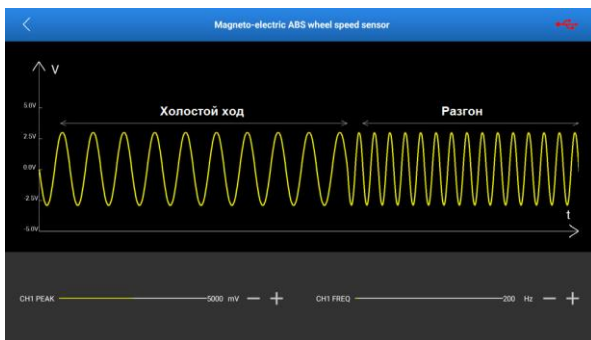 Magneto-electric ABS wheel speed sensor
V
5.0V
Холостой ход
Разгон
2.5V
0.0V
-2.5V
t
-5.0V
CH1 PEAK 5000 mV — + CH1 FREQ 200 Hz — +